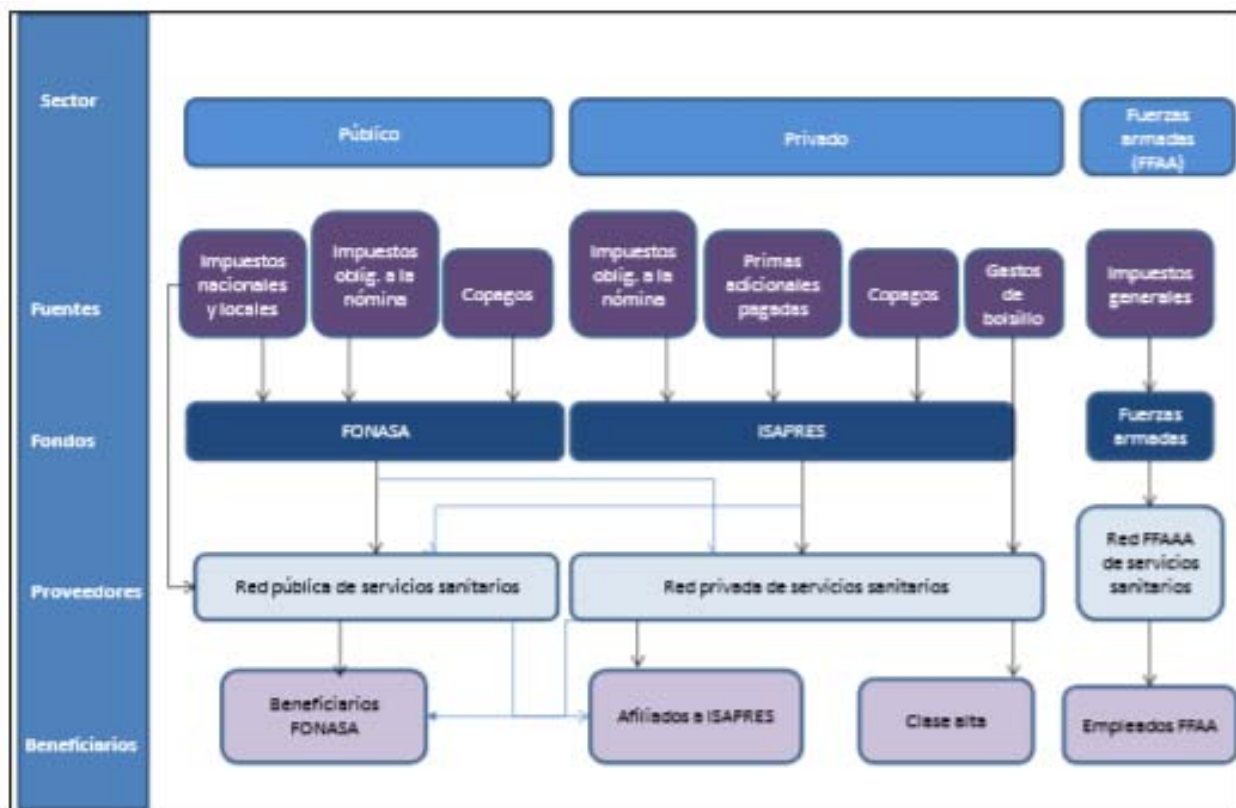 Sector
Público
Privado
Fuerzas
armadas
(FFAA)
Fuentes
Impuestos
nacionales
y locales
Impuestos
oblig. a la
nómina
Copagos
Impuestos
oblig. a la
nómina
Primas
adicionales
pagadas
Copagos
Gastos
de
bolsillo
Impuestos
generales
Fondos
FONASA
ISAPRES
Fuerzas
armadas
Proveedores
Red pública de servicios sanitarios
Red privada de servicios sanitarios
Red FFAAA
de servicios
sanitarios
Beneficiarios
Beneficiarios
FONASA
Afiliados a ISAPRES
Clase alta
Empleados FFAA